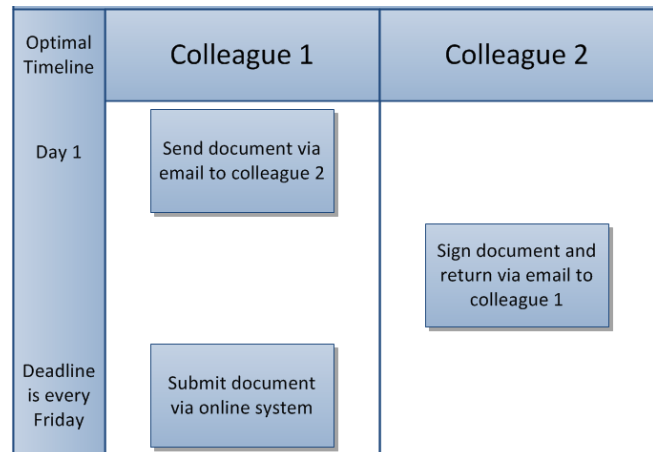 Optimal
Timeline
Colleague 1
Colleague 2
Day 1
Send document via
email to colleague 2
Sign document and
return via email to
colleague 1
Deadline
is every
Friday
Submit document
via online system